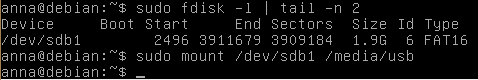 anna@debian:~$ sudo fdisk -l | tail -n 2
Device     Boot Start     End Sectors  Size Id Type
/dev/sdb1        2496 3911679 3909184  1.9G  6 FAT16
anna@debian:~$ sudo mount /dev/sdb1 /media/usb
anna@debian:~$ _